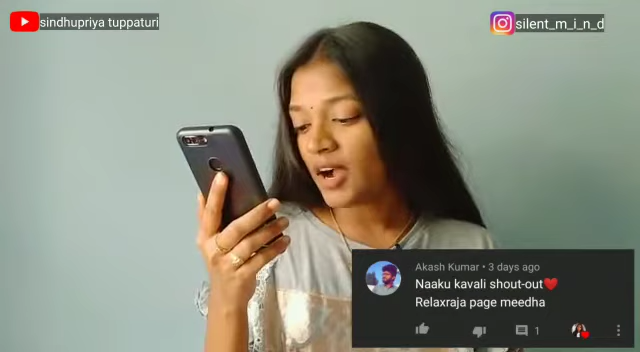 sindhupriya tuppaturi
silent_m_i_n_d
Akash Kumar • 3 days ago
Naaku kavali shout-out❤️
Relaxraja page meedha
1